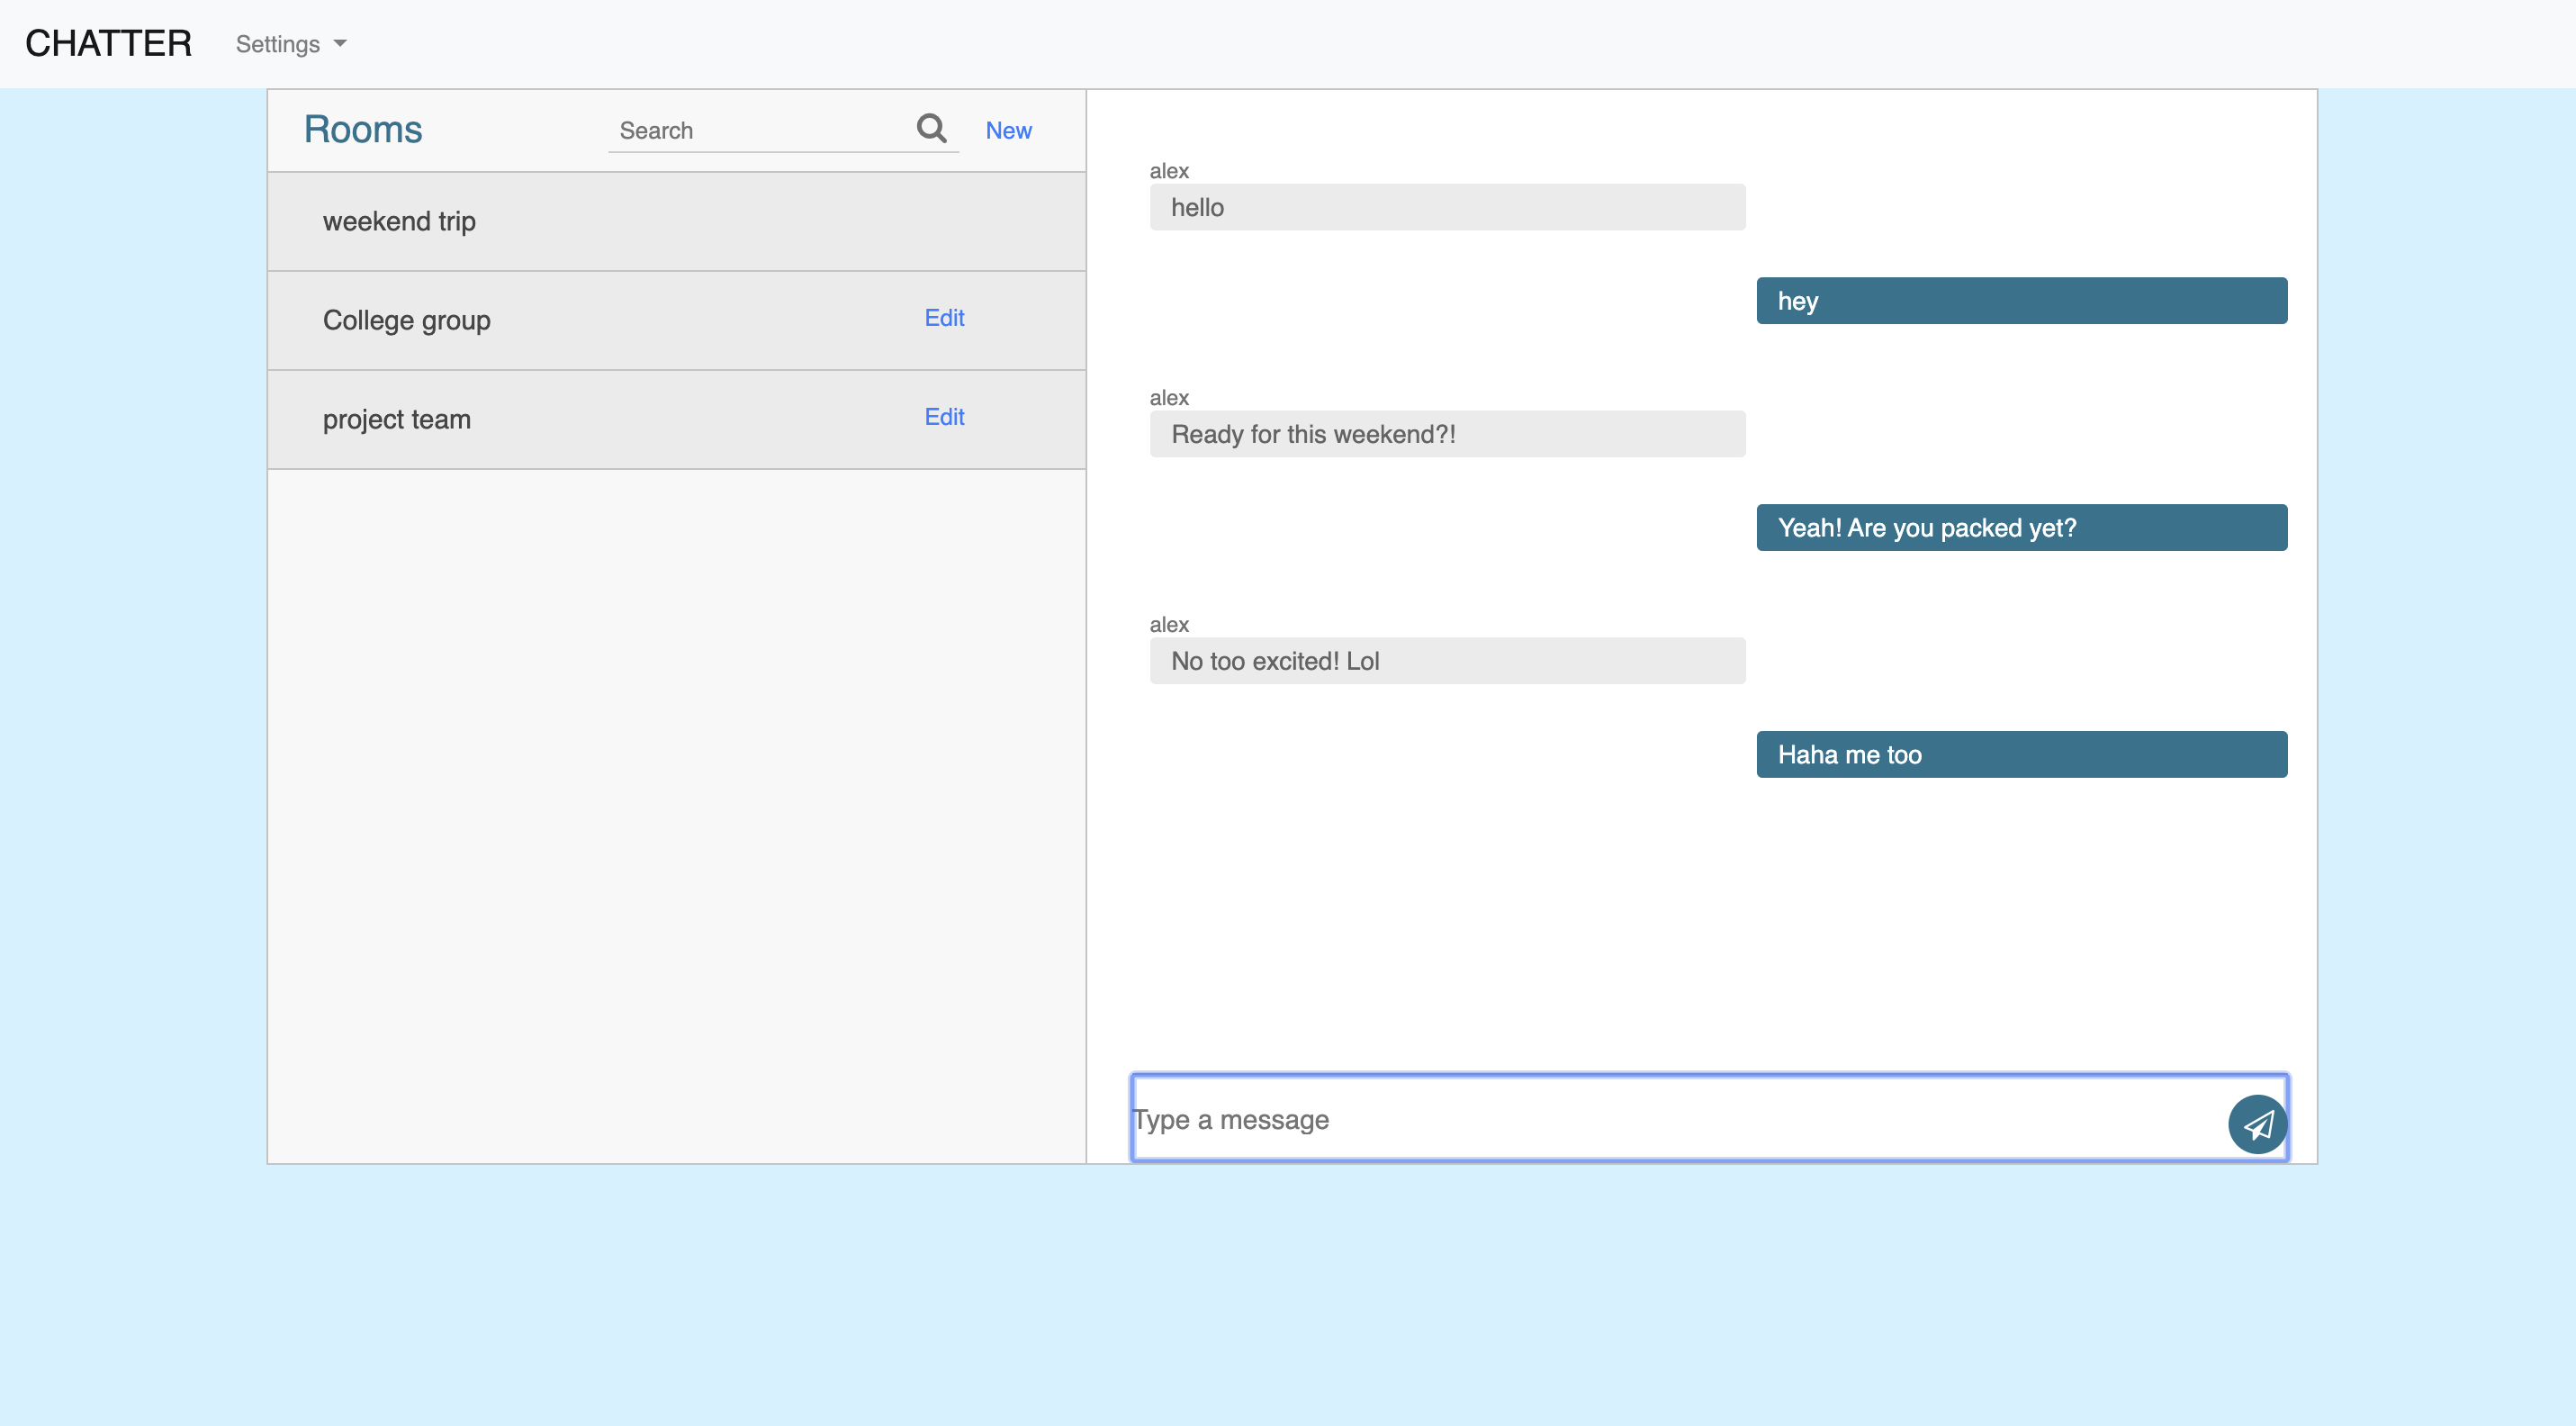 CHATTER Settings
Rooms Search New
weekend trip
College group Edit
project team Edit
alex
hello
hey
alex
Ready for this weekend?!
Yeah! Are you packed yet?
alex
No too excited! Lol
Haha me too
Type a message